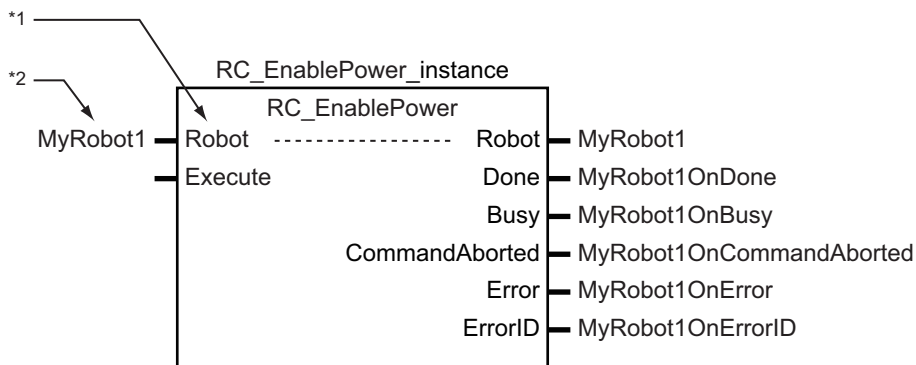 *1
*2
RC_EnablePower_instance
RC_EnablePower
MyRobot1 Robot Robot MyRobot1
Execute Done MyRobot1OnDone
Busy MyRobot1OnBusy
CommandAborted MyRobot1OnCommandAborted
Error MyRobot1OnError
ErrorID MyRobot1OnErrorID